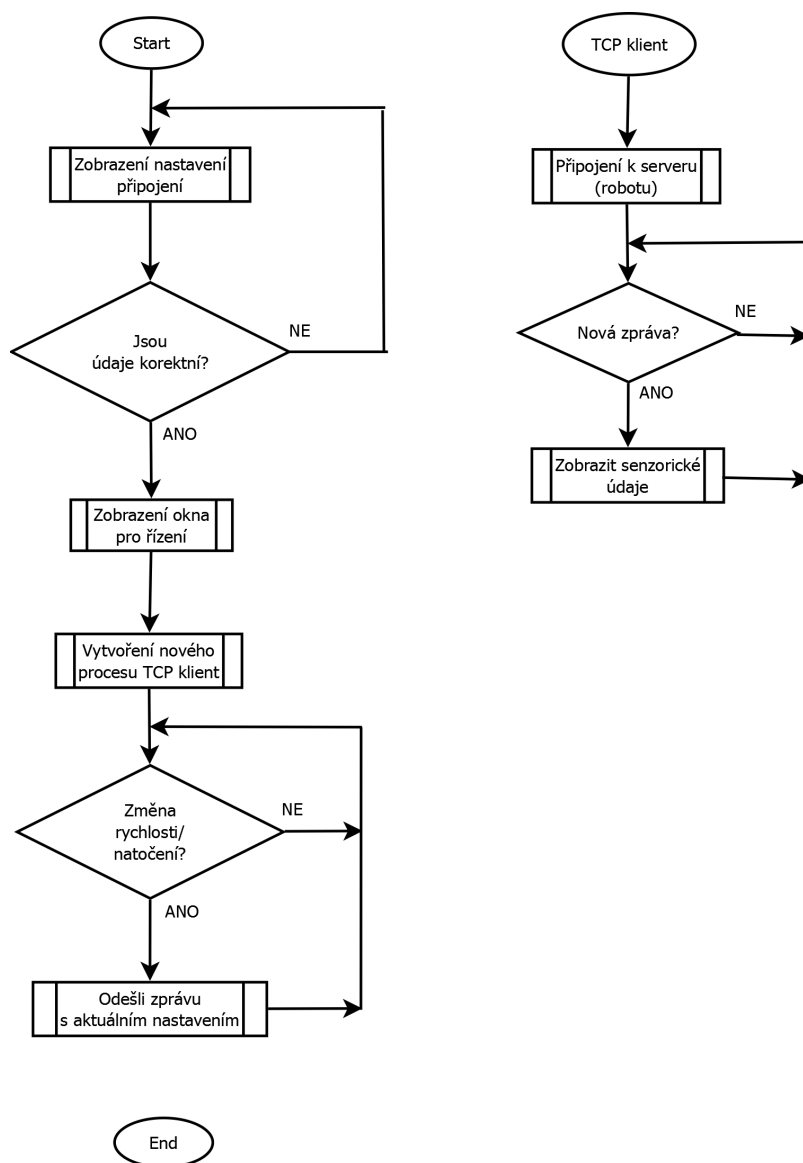 Start
Zobrazení nastavení
připojení
Jsou
údaje korektní?
NE
ANO
Zobrazení okna
pro řízení
Vytvoření nového
procesu TCP klient
Změna
rychlosti/
natočení?
NE
ANO
Odešli zprávu
s aktuálním nastavením
End
TCP klient
Připojení k serveru
(robotu)
Nová zpráva?
NE
ANO
Zobrazit senzorické
údaje